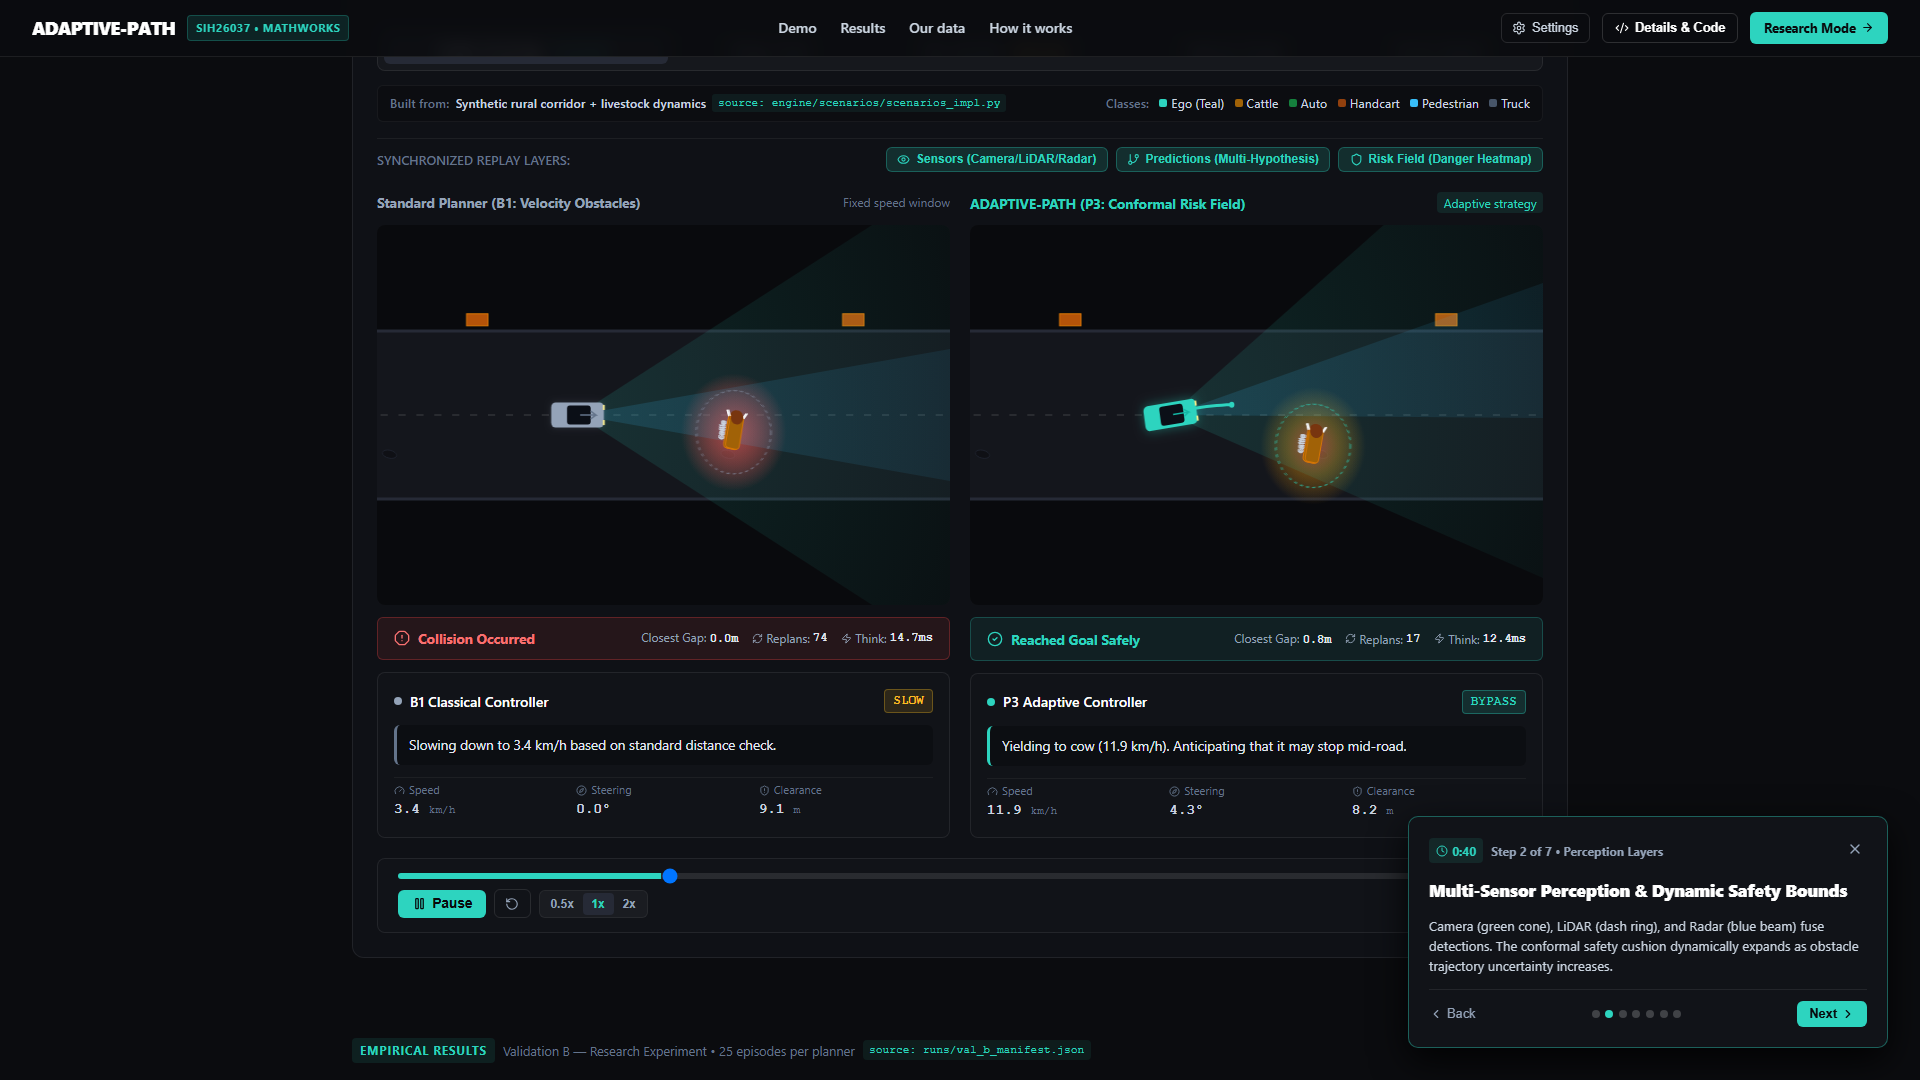 ADAPTIVE-PATH SIH26037 • MATHWORKS Demo Results Our data How it works Settings </> Details & Code Research Mode →
Built from: Synthetic rural corridor + livestock dynamics source: engine/scenarios/scenarios_impl.py Classes: Ego (Teal) Cattle Auto Handcart Pedestrian Truck
SYNCHRONIZED REPLAY LAYERS: Sensors (Camera/LiDAR/Radar) Predictions (Multi-Hypothesis) Risk Field (Danger Heatmap)
Standard Planner (B1: Velocity Obstacles) Fixed speed window
ADAPTIVE-PATH (P3: Conformal Risk Field) Adaptive strategy
Collision Occurred Closest Gap: 0.0m Replans: 74 Think: 14.7ms
Reached Goal Safely Closest Gap: 0.8m Replans: 17 Think: 12.4ms
B1 Classical Controller SLOW
Slowing down to 3.4 km/h based on standard distance check.
Speed Steering Clearance
3.4 km/h 0.0° 9.1 m
P3 Adaptive Controller BYPASS
Yielding to cow (11.9 km/h). Anticipating that it may stop mid-road.
Speed Steering Clearance
11.9 km/h 4.3° 8.2 m
Pause 0.5x 1x 2x
0:40 Step 2 of 7 • Perception Layers
Multi-Sensor Perception & Dynamic Safety Bounds
Camera (green cone), LiDAR (dash ring), and Radar (blue beam) fuse
detections. The conformal safety cushion dynamically expands as obstacle
trajectory uncertainty increases.
Back Next
EMPIRICAL RESULTS Validation B — Research Experiment • 25 episodes per planner source: runs/val_b_manifest.json